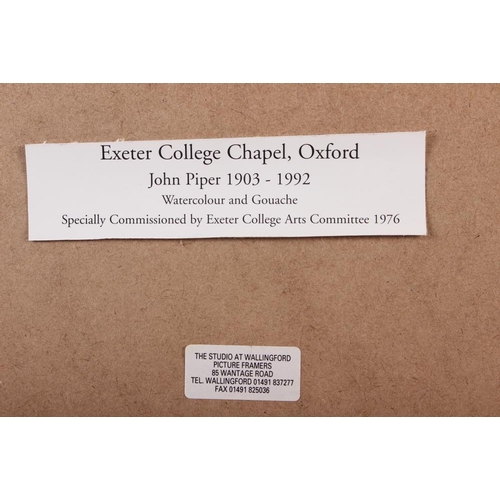 Exeter College Chapel, Oxford
John Piper 1903 - 1992
Watercolour and Gouache
Specially Commissioned by Exeter College Arts Committee 1976
THE STUDIO AT WALLINGFORD
PICTURE FRAMERS
85 WANTAGE ROAD
TEL. WALLINGFORD 01491 837277
FAX 01491 825036